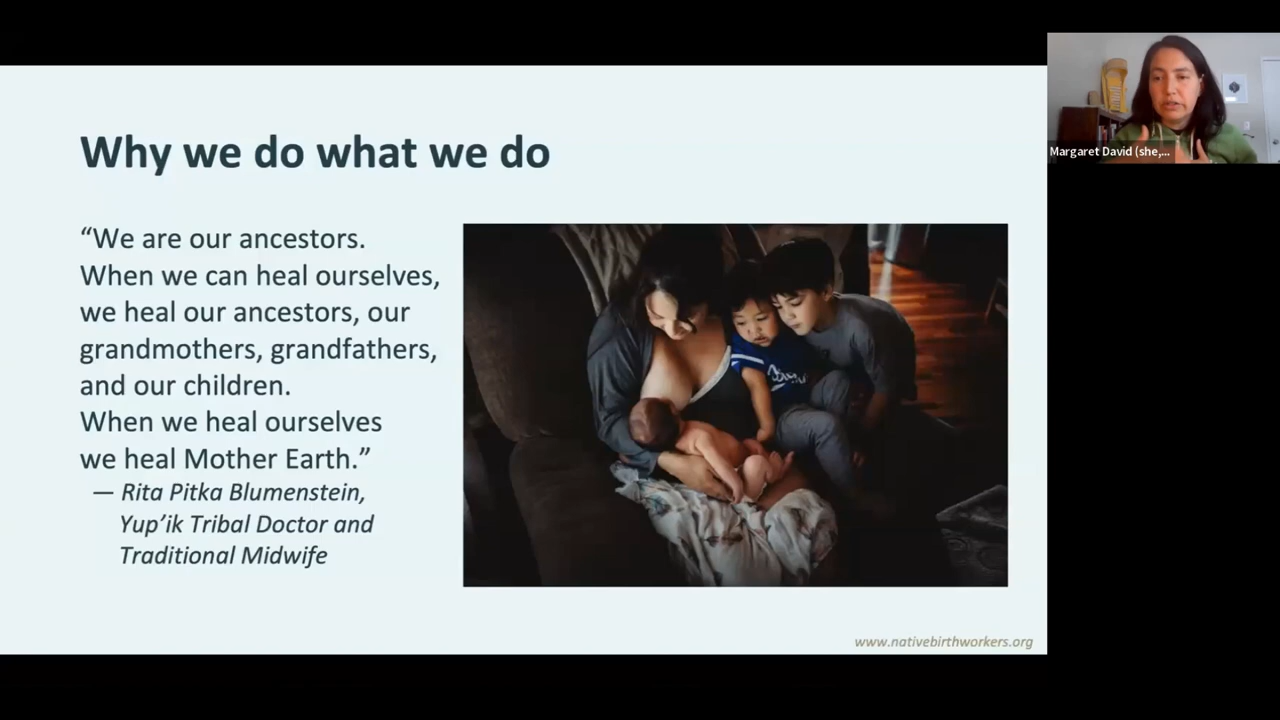 Why we do what we do
“We are our ancestors.
When we can heal ourselves,
we heal our ancestors, our
grandmothers, grandfathers,
and our children.
When we heal ourselves
we heal Mother Earth.”
— Rita Pitka Blumenstein,
Yup’ik Tribal Doctor and
Traditional Midwife
www.nativebirthworkers.org
Margaret David (she,...